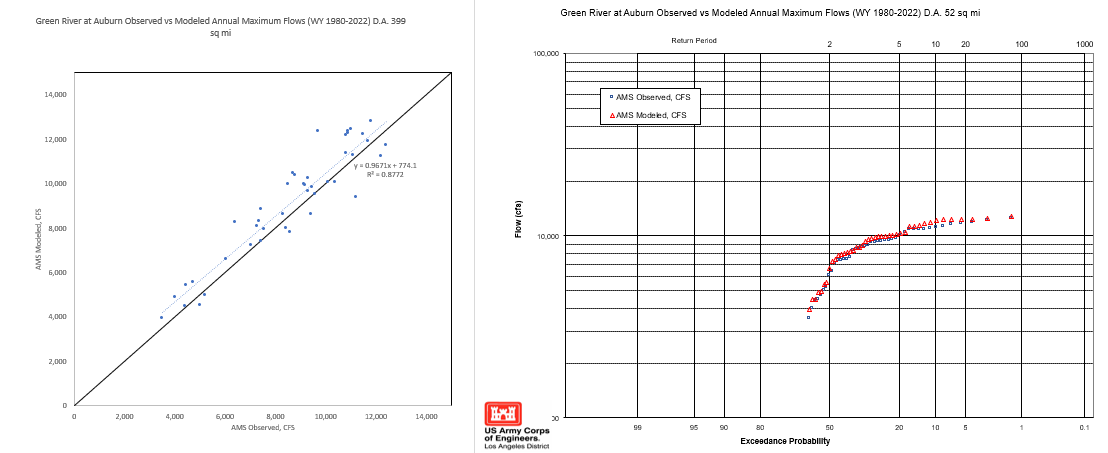 Green River at Auburn Observed vs Modeled Annual Maximum Flows (WY 1980-2022) D.A. 399
sq mi
14,000
12,000
10,000
8,000
6,000
4,000
2,000
0
AMS Modeled, CFS
y = 0.9671x + 774.1
R² = 0.8772
0 2,000 4,000 6,000 8,000 10,000 12,000 14,000
AMS Observed, CFS
Green River at Auburn Observed vs Modeled Annual Maximum Flows (WY 1980-2022) D.A. 52 sq mi
Return Period
2 5 10 20 100 1000
100,000
AMS Observed, CFS
AMS Modeled, CFS
Flow (cfs)
10,000
00
99 95 90 80 50 20 10 5 1 0.1
Exceedance Probability
US Army Corps
of Engineers.
Los Angeles District